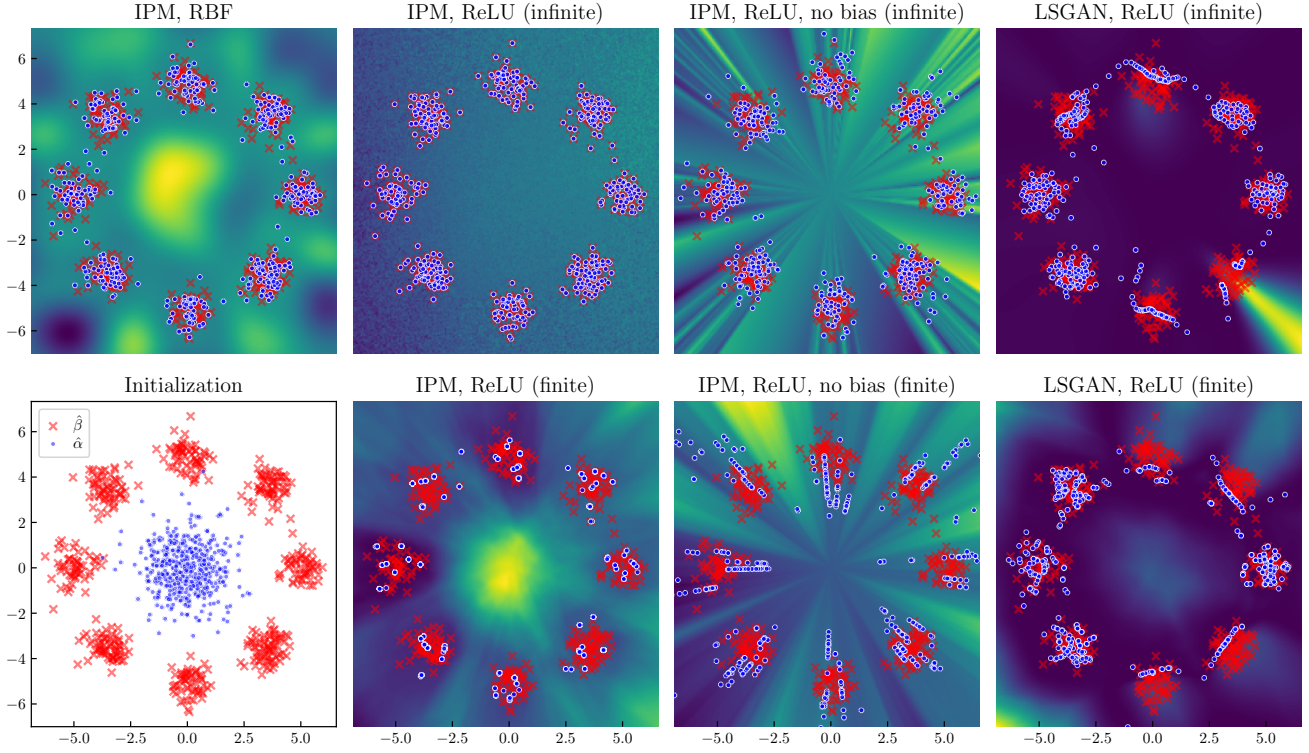 IPM, RBF
IPM, ReLU (infinite)
IPM, ReLU, no bias (infinite)
LSGAN, ReLU (infinite)
6
4
2
0
−2
−4
−6
Initialization
IPM, ReLU (finite)
IPM, ReLU, no bias (finite)
LSGAN, ReLU (finite)
β̂
α̂
6
4
2
0
−2
−4
−6
−5.0 −2.5 0.0 2.5 5.0
−5.0 −2.5 0.0 2.5 5.0
−5.0 −2.5 0.0 2.5 5.0
−5.0 −2.5 0.0 2.5 5.0